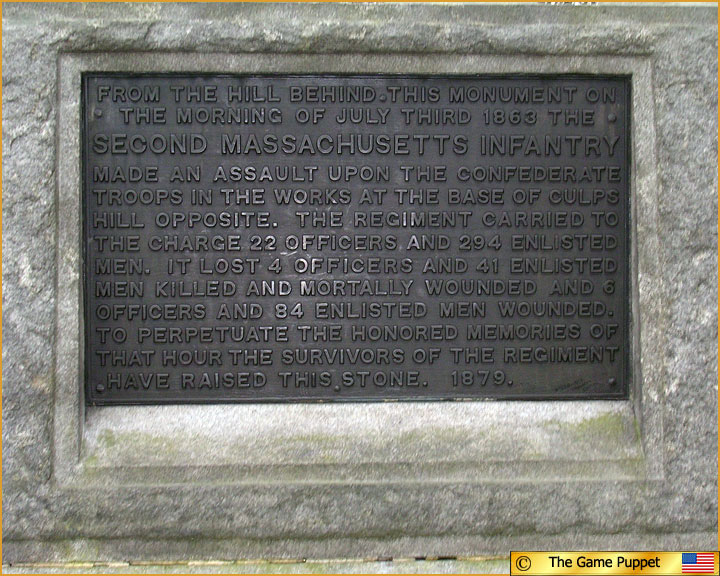 FROM THE HILL BEHIND THIS MONUMENT ON
THE MORNING OF JULY THIRD 1863 THE
SECOND MASSACHUSETTS INFANTRY
MADE AN ASSAULT UPON THE CONFEDERATE
TROOPS IN THE WORKS AT THE BASE OF CULPS
HILL OPPOSITE. THE REGIMENT CARRIED TO
THE CHARGE 22 OFFICERS AND 294 ENLISTED
MEN. IT LOST 4 OFFICERS AND 41 ENLISTED
MEN KILLED AND MORTALLY WOUNDED AND 6
OFFICERS AND 84 ENLISTED MEN WOUNDED.
TO PERPETUATE THE HONORED MEMORIES OF
THAT HOUR THE SURVIVORS OF THE REGIMENT
HAVE RAISED THIS STONE. 1879.
© The Game Puppet